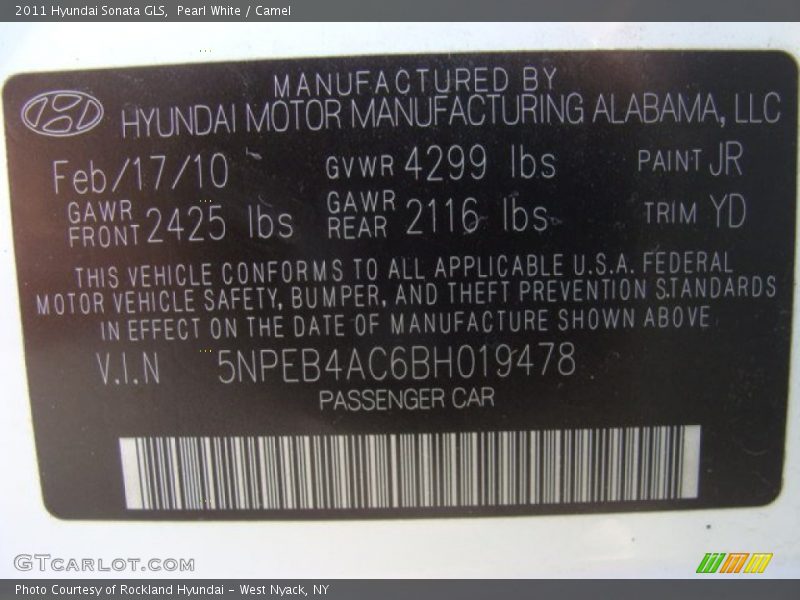 2011 Hyundai Sonata GLS, Pearl White / Camel
MANUFACTURED BY
HYUNDAI MOTOR MANUFACTURING ALABAMA, LLC
Feb/17/10 GVWR 4299 lbs PAINT JR
GAWR FRONT 2425 lbs GAWR REAR 2116 lbs TRIM YD
THIS VEHICLE CONFORMS TO ALL APPLICABLE U.S.A. FEDERAL
MOTOR VEHICLE SAFETY, BUMPER, AND THEFT PREVENTION STANDARDS
IN EFFECT ON THE DATE OF MANUFACTURE SHOWN ABOVE
V.I.N 5NPEB4AC6BH019478
PASSENGER CAR
GTCARLOT.COM
Photo Courtesy of Rockland Hyundai - West Nyack, NY